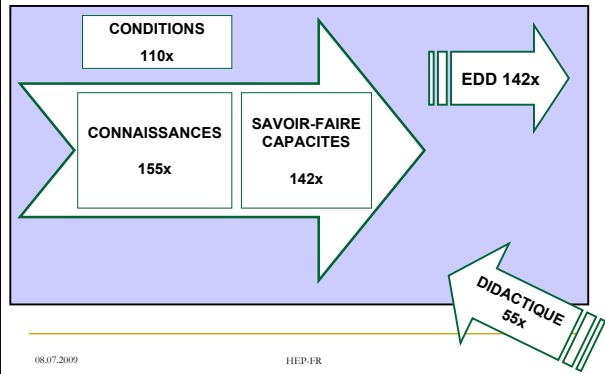 CONDITIONS
110x
CONNAISSANCES
155x
SAVOIR-FAIRE
CAPACITES
142x
EDD 142x
DIDACTIQUE
55x
08.07.2009
HEP-FR